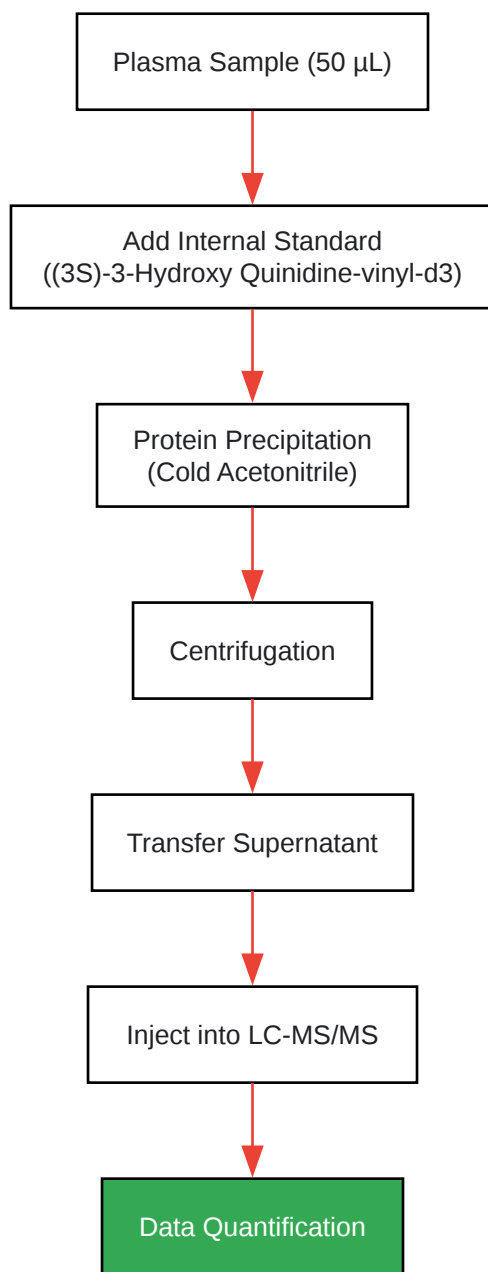 Plasma Sample (50 µL)
Add Internal Standard
((3S)-3-Hydroxy Quinidine-vinyl-d3)
Protein Precipitation
(Cold Acetonitrile)
Centrifugation
Transfer Supernatant
Inject into LC-MS/MS
Data Quantification